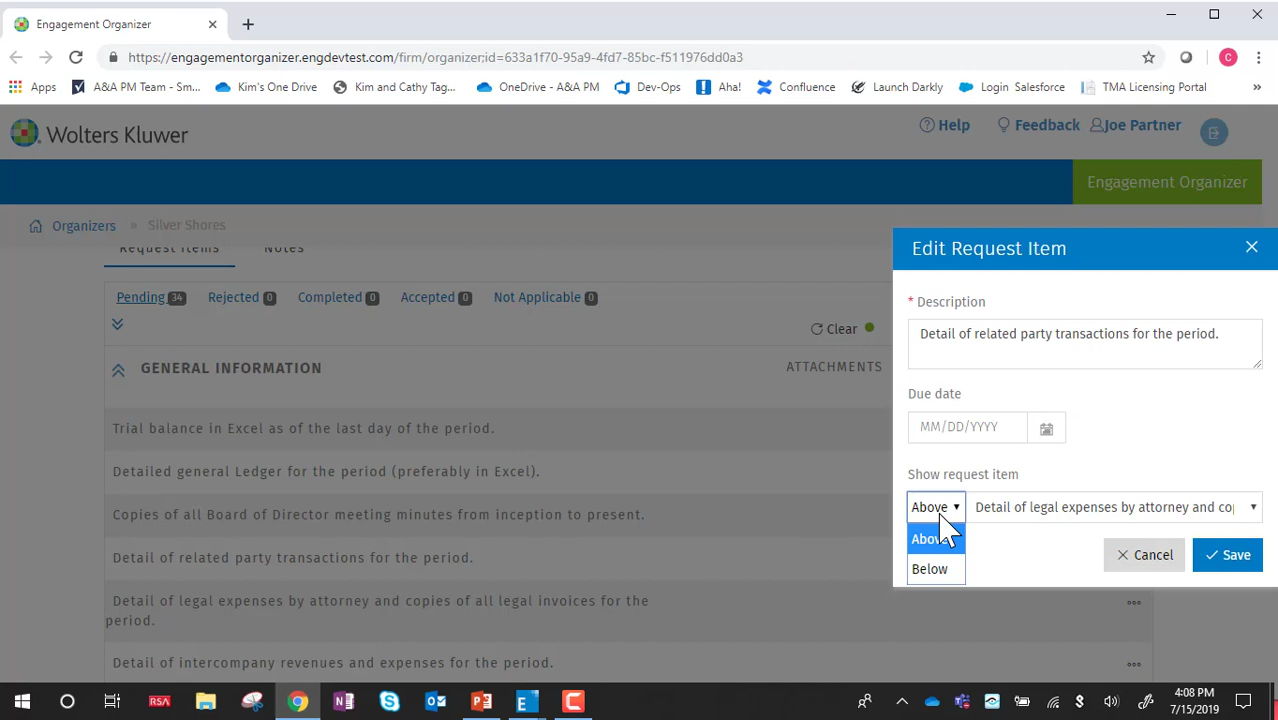 Engagement Organizer
https://engagementorganizer.engdevtest.com/firm/organizer;id=633a1f70-95a9-4fd7-85bc-f511976dd0a3
C
Apps
A&A PM Team - Sm...
Kim's One Drive
Kim and Cathy Tag...
OneDrive - A&A PM
Dev-Ops
Aha!
Confluence
Launch Darkly
Login Salesforce
TMA Licensing Portal
»
Wolters Kluwer
Help
Feedback
Joe Partner
Engagement Organizer
Organizers » Silver Shores
Request Items
Notes
Pending 34
Rejected 0
Completed 0
Accepted 0
Not Applicable 0
Clear
GENERAL INFORMATION
ATTACHMENTS
Trial balance in Excel as of the last day of the period.
Detailed general Ledger for the period (preferably in Excel).
Copies of all Board of Director meeting minutes from inception to present.
Detail of related party transactions for the period.
Detail of legal expenses by attorney and copies of all legal invoices for the
period.
Detail of intercompany revenues and expenses for the period.
Edit Request Item
* Description
Detail of related party transactions for the period.
Due date
MM/DD/YYYY
Show request item
Above
Detail of legal expenses by attorney and co
Above
Below
Cancel
Save
RSA
4:08 PM
7/15/2019